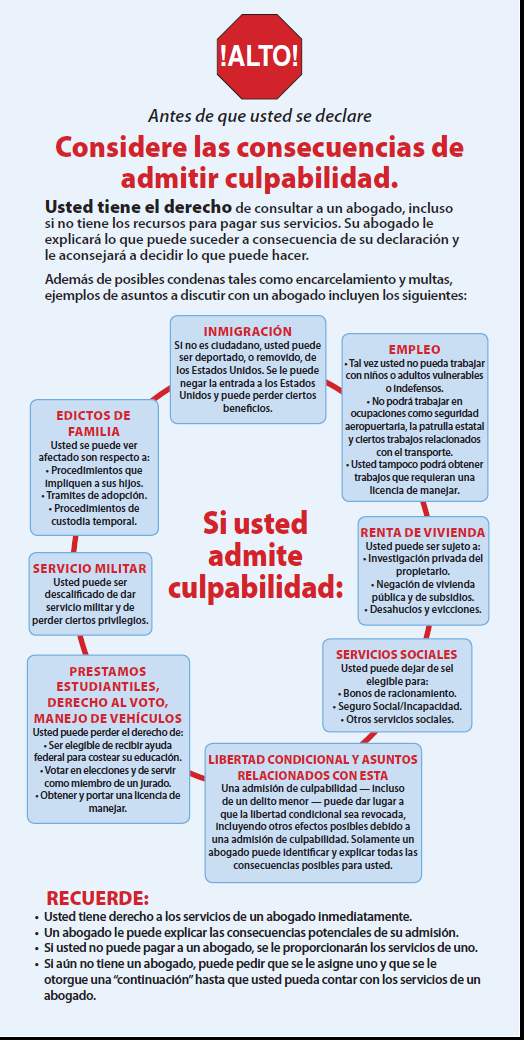 !ALTO!
Antes de que usted se declare
Considere las consecuencias de
admitir culpabilidad.
Usted tiene el derecho de consultar a un abogado, incluso
si no tiene los recursos para pagar sus servicios. Su abogado le
explicará lo que puede suceder a consecuencia de su declaración y
le aconsejará a decidir lo que puede hacer.
Además de posibles condenas tales como encarcelamiento y multas,
ejemplos de asuntos a discutir con un abogado incluyen los siguientes:
INMIGRACIÓN
Si no es ciudadano, usted puede
ser deportado, o removido, de
los Estados Unidos. Se le puede
negar la entrada a los Estados
Unidos y puede perder ciertos
beneficios.
EMPLEO
• Tal vez usted no pueda trabajar
con niños o adultos vulnerables
o indefensos.
• No podrá trabajar en
ocupaciones como seguridad
aeropuertaria, la patrulla estatal
y ciertos trabajos relacionados
con el transporte.
• Usted tampoco podrá obtener
trabajos que requieran una
licencia de manejar.
RENTA DE VIVIENDA
Usted puede ser sujeto a:
• Investigación privada del
propietario.
• Negación de vivienda
pública y de subsidios.
• Desahucios y evicciones.
SERVICIOS SOCIALES
Usted puede dejar de sel
elegible para:
• Bonos de racionamiento.
• Seguro Social/Incapacidad.
• Otros servicios sociales.
LIBERTAD CONDICIONAL Y ASUNTOS
RELACIONADOS CON ESTA
Una admisión de culpabilidad — incluso
de un delito menor — puede dar lugar a
que la libertad condicional sea revocada,
incluyendo otros efectos posibles debido a
una admisión de culpabilidad. Solamente un
abogado puede identificar y explicar todas las
consecuencias posibles para usted.
PRESTAMOS
ESTUDIANTILES,
DERECHO AL VOTO,
MANEJO DE VEHÍCULOS
Usted puede perder el derecho de:
• Ser elegible de recibir ayuda
federal para costear su educación.
• Votar en elecciones y de servir
como miembro de un jurado.
• Obtener y portar una licencia de
manejar.
SERVICIO MILITAR
Usted puede ser
descalificado de dar
servicio militar y de
perder ciertos privilegios.
EDICTOS DE
FAMILIA
Usted se puede ver
afectado son respecto a:
• Procedimientos que
impliquen a sus hijos.
• Tramites de adopción.
• Procedimientos de
custodia temporal.
Si usted
admite
culpabilidad:
RECUERDE:
• Usted tiene derecho a los servicios de un abogado inmediatamente.
• Un abogado le puede explicar las consecuencias potenciales de su admisión.
• Si usted no puede pagar a un abogado, se le proporcionarán los servicios de uno.
• Si aún no tiene un abogado, puede pedir que se le asigne uno y que se le
otorgue una “continuación” hasta que usted pueda contar con los servicios de un
abogado.